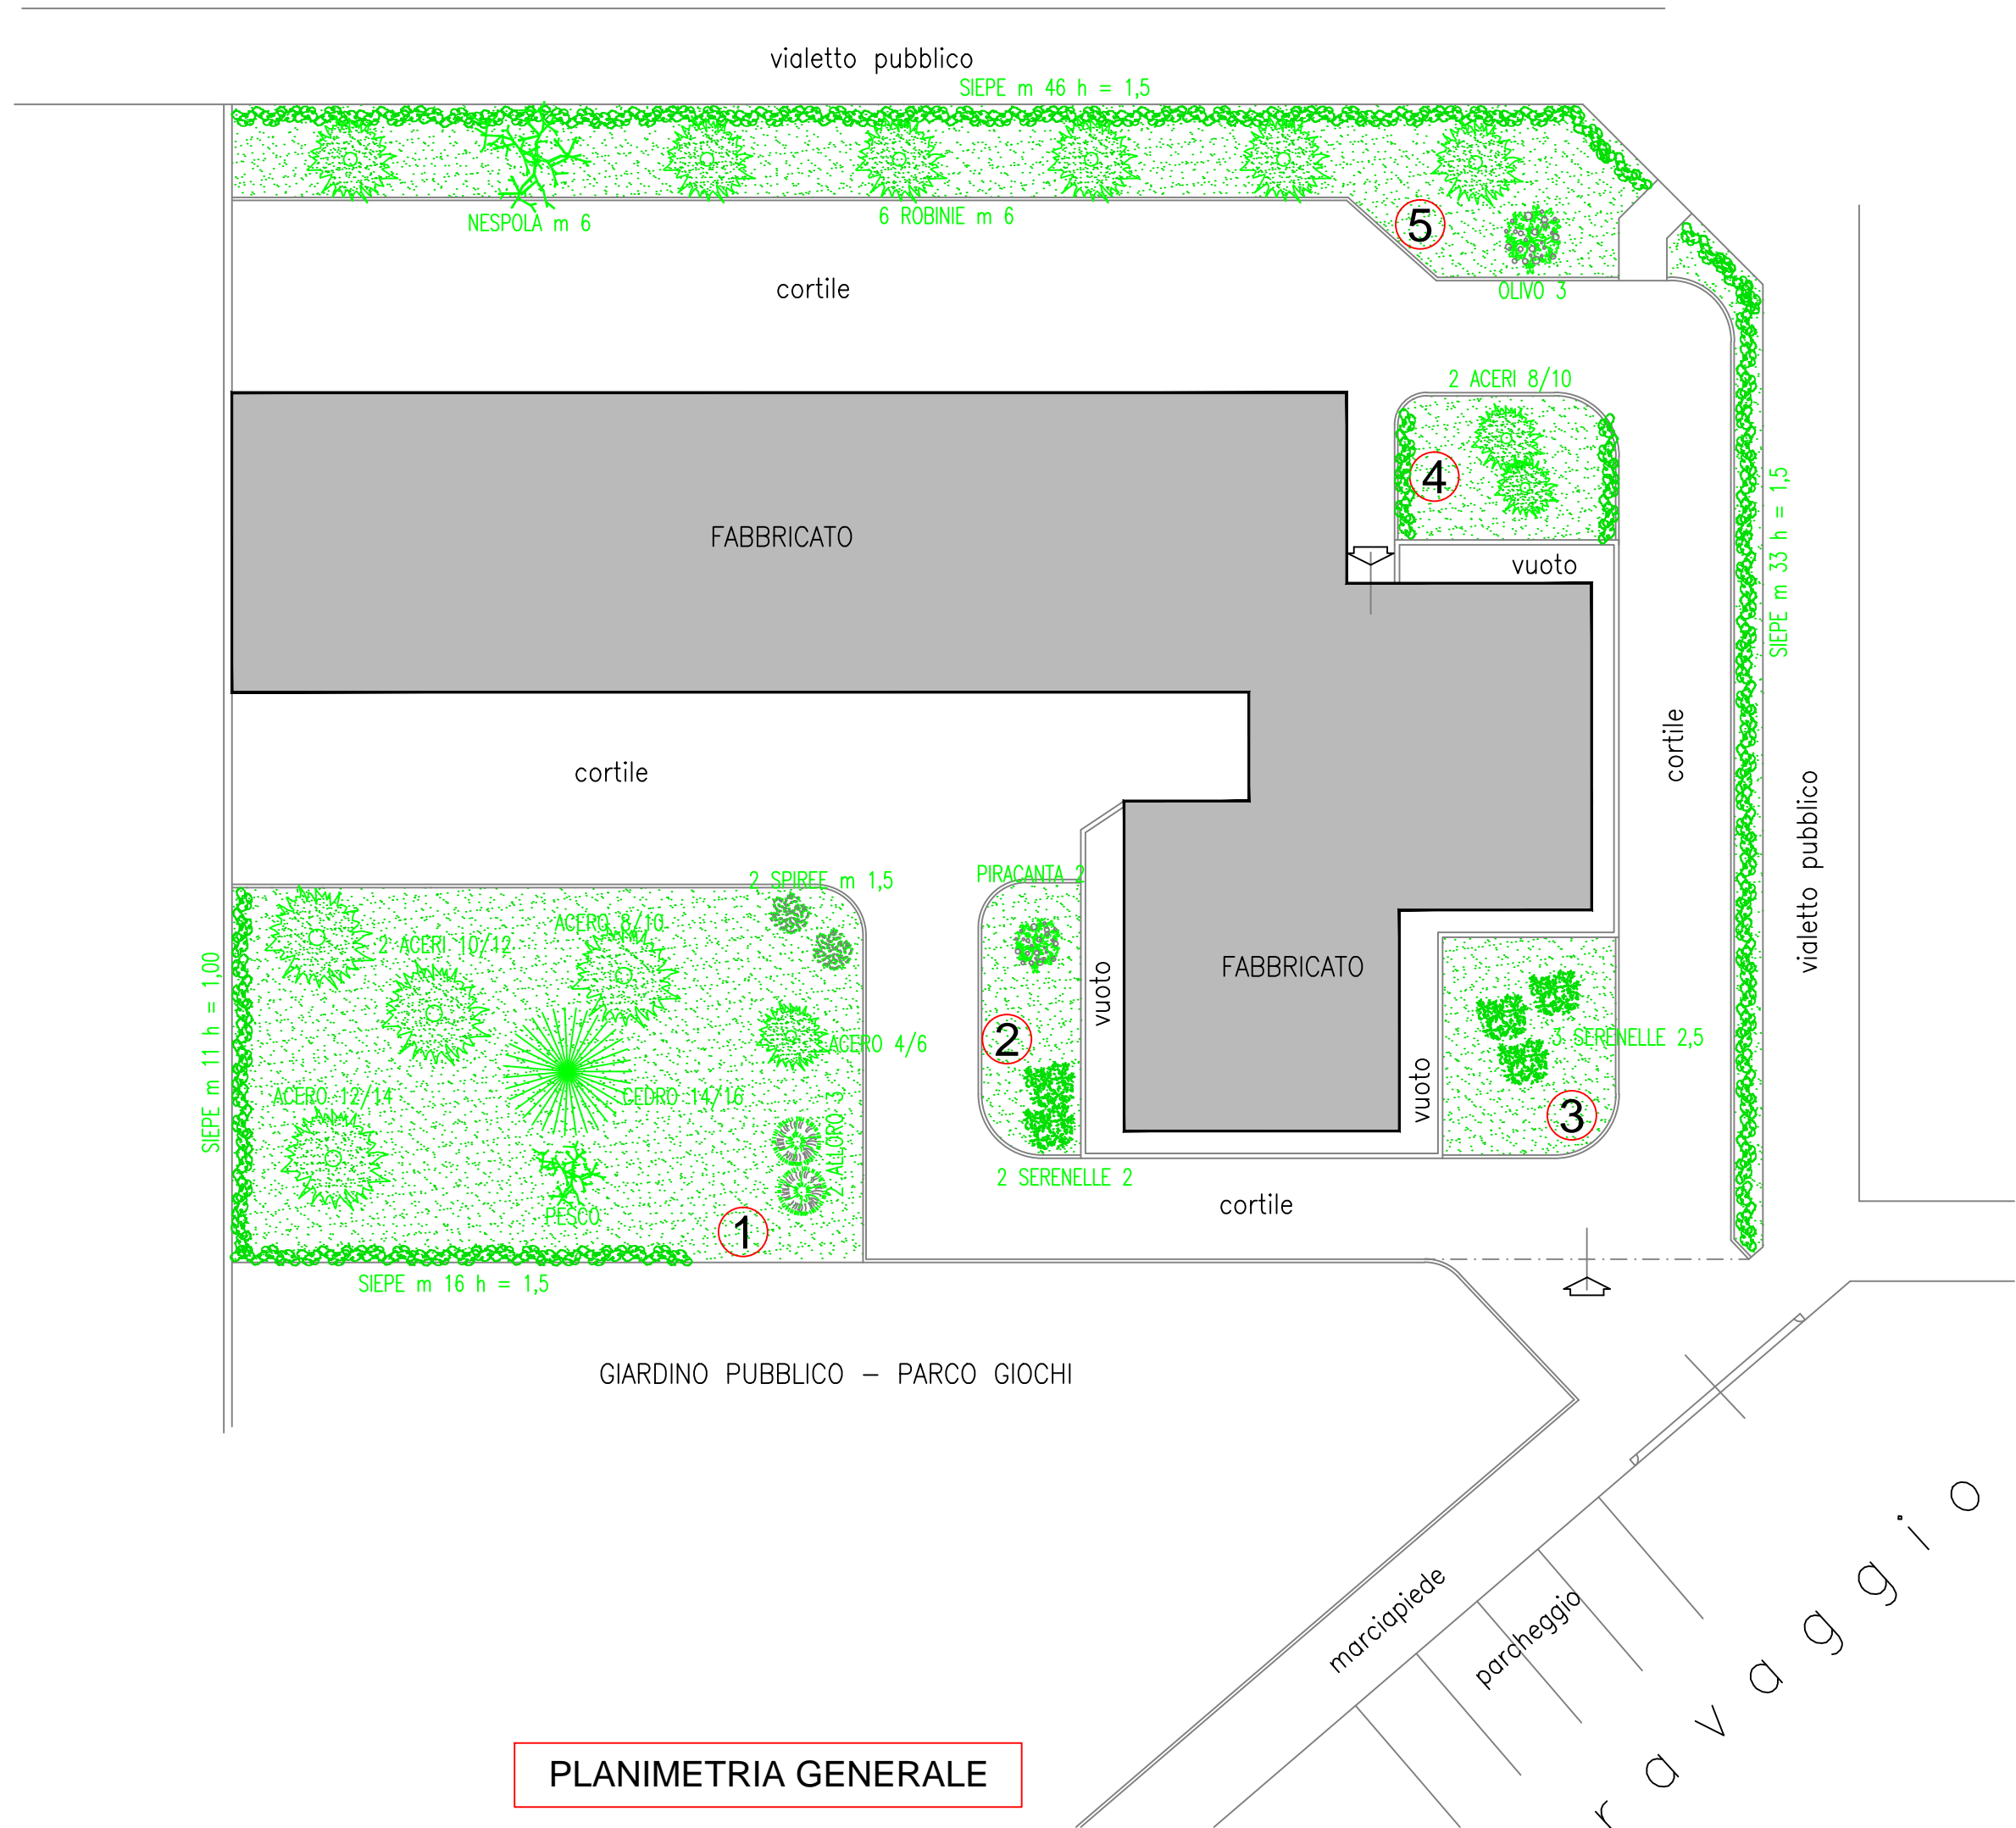 vialetto pubblico
SIEPE m 46 h = 1,5
NESPOLA m 6
6 ROBINIE m 6
5
OLIVO 3
cortile
2 ACERI 8/10
4
vuoto
FABBRICATO
SIEPE m 33 h = 1,5
cortile
cortile
vialetto pubblico
2 SPIREE m 1,5
PIRACANTA 2
ACERO 8/10
2 ACERI 10/12
SIEPE m 11 h = 1,00
FABBRICATO
vuoto
2
ACERO 4/6
3 SERENELLE 2,5
ACERO 12/14
CEDRO 14/16
2 ALLORO 3
vuoto
3
PESCO
1
2 SERENELLE 2
cortile
SIEPE m 16 h = 1,5
GIARDINO PUBBLICO – PARCO GIOCHI
marciapiede
parcheggio
ravaggio
PLANIMETRIA GENERALE